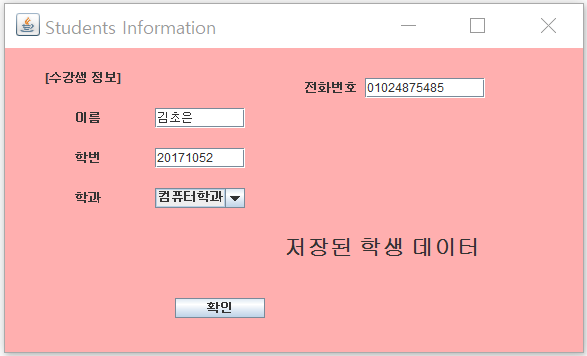 Students Information
[수강생 정보]
전화번호 01024875485
이름 김초은
학번 20171052
학과 컴퓨터학과
저장된 학생 데이터
확인